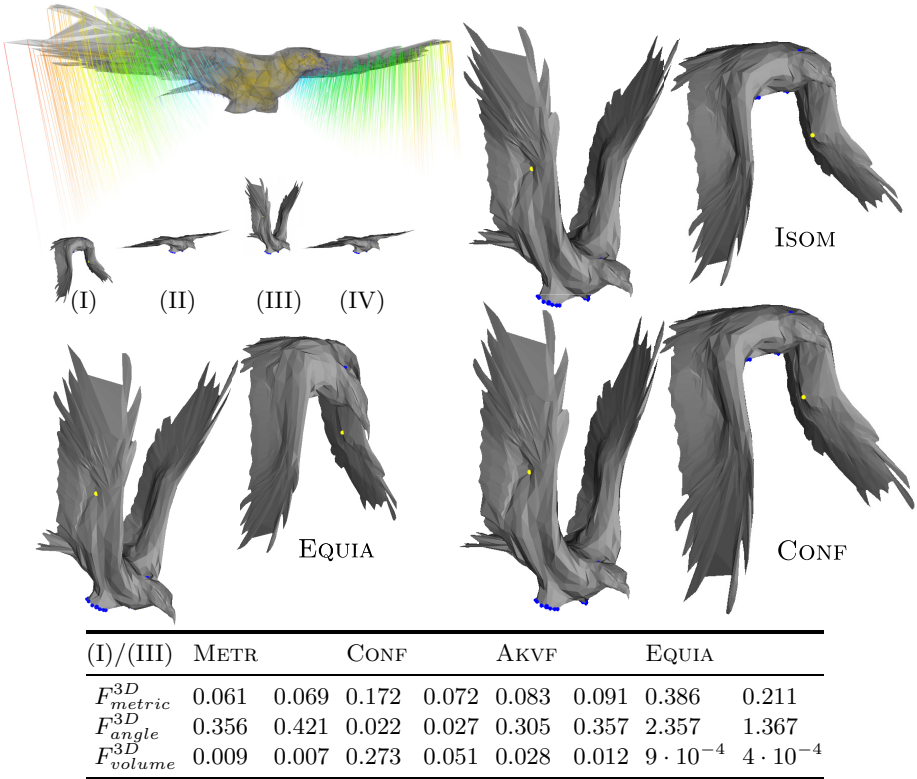 ISOM
(I) (II) (III) (IV)
EQUIA
CONF
(I)/(III) METR CONF AKVF EQUIA
F^{3D}_{metric} 0.061 0.069 0.172 0.072 0.083 0.091 0.386 0.211
F^{3D}_{angle} 0.356 0.421 0.022 0.027 0.305 0.357 2.357 1.367
F^{3D}_{volume} 0.009 0.007 0.273 0.051 0.028 0.012 9 · 10^{−4} 4 · 10^{−4}